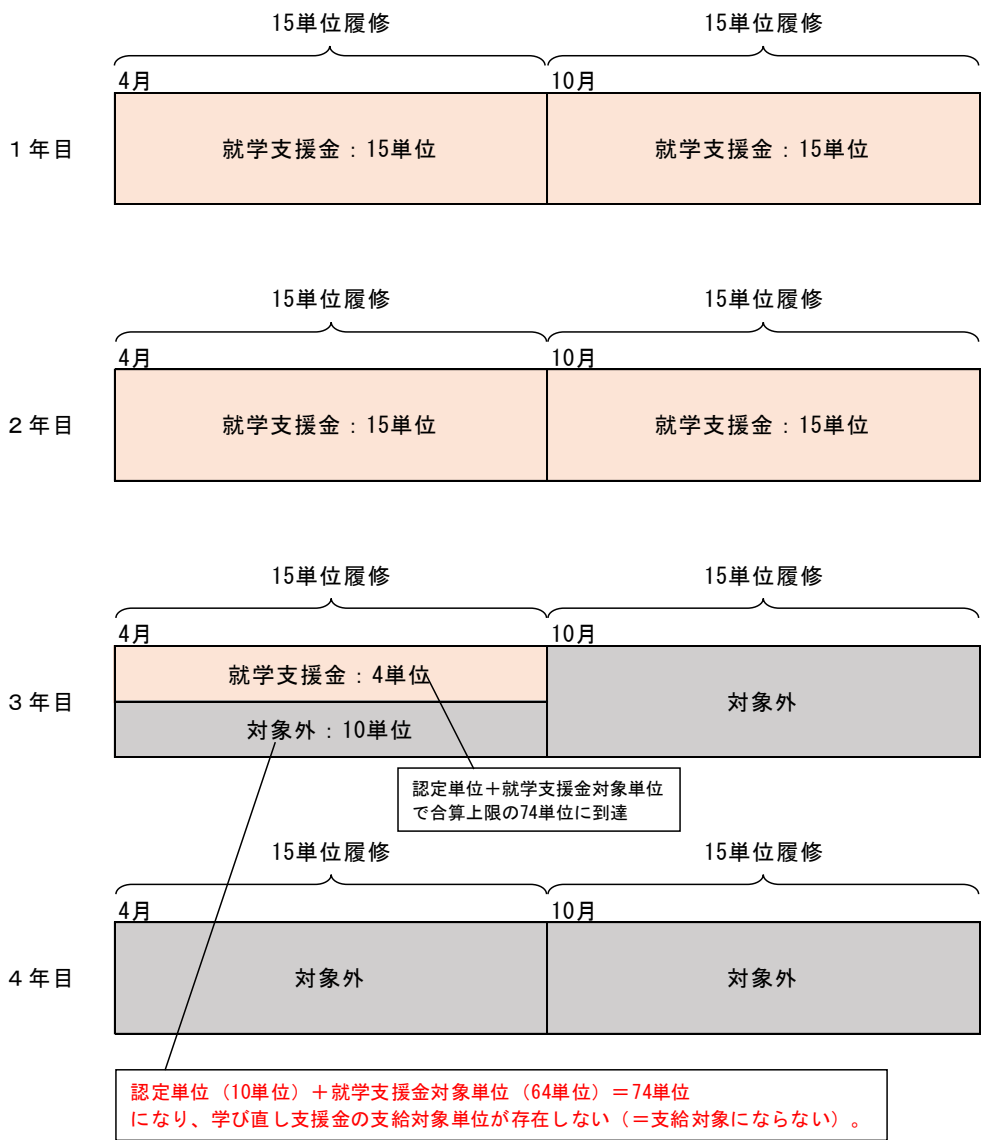 15単位履修 15単位履修
4月 10月
1年目 就学支援金:15単位 就学支援金:15単位
15単位履修 15単位履修
4月 10月
2年目 就学支援金:15単位 就学支援金:15単位
15単位履修 15単位履修
4月 10月
3年目 就学支援金:4単位 対象外
対象外:10単位
認定単位+就学支援金対象単位
で合算上限の74単位に到達
15単位履修 15単位履修
4月 10月
4年目 対象外 対象外
認定単位(10単位)+就学支援金対象単位(64単位)=74単位
になり、学び直し支援金の支給対象単位が存在しない(=支給対象にならない)。